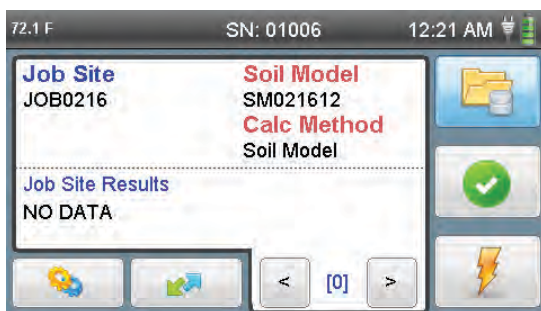 72.1 F SN: 01006 12:21 AM
Job Site Soil Model
JOB0216 SM021612
Calc Method
Soil Model
Job Site Results
NO DATA
< [0] >